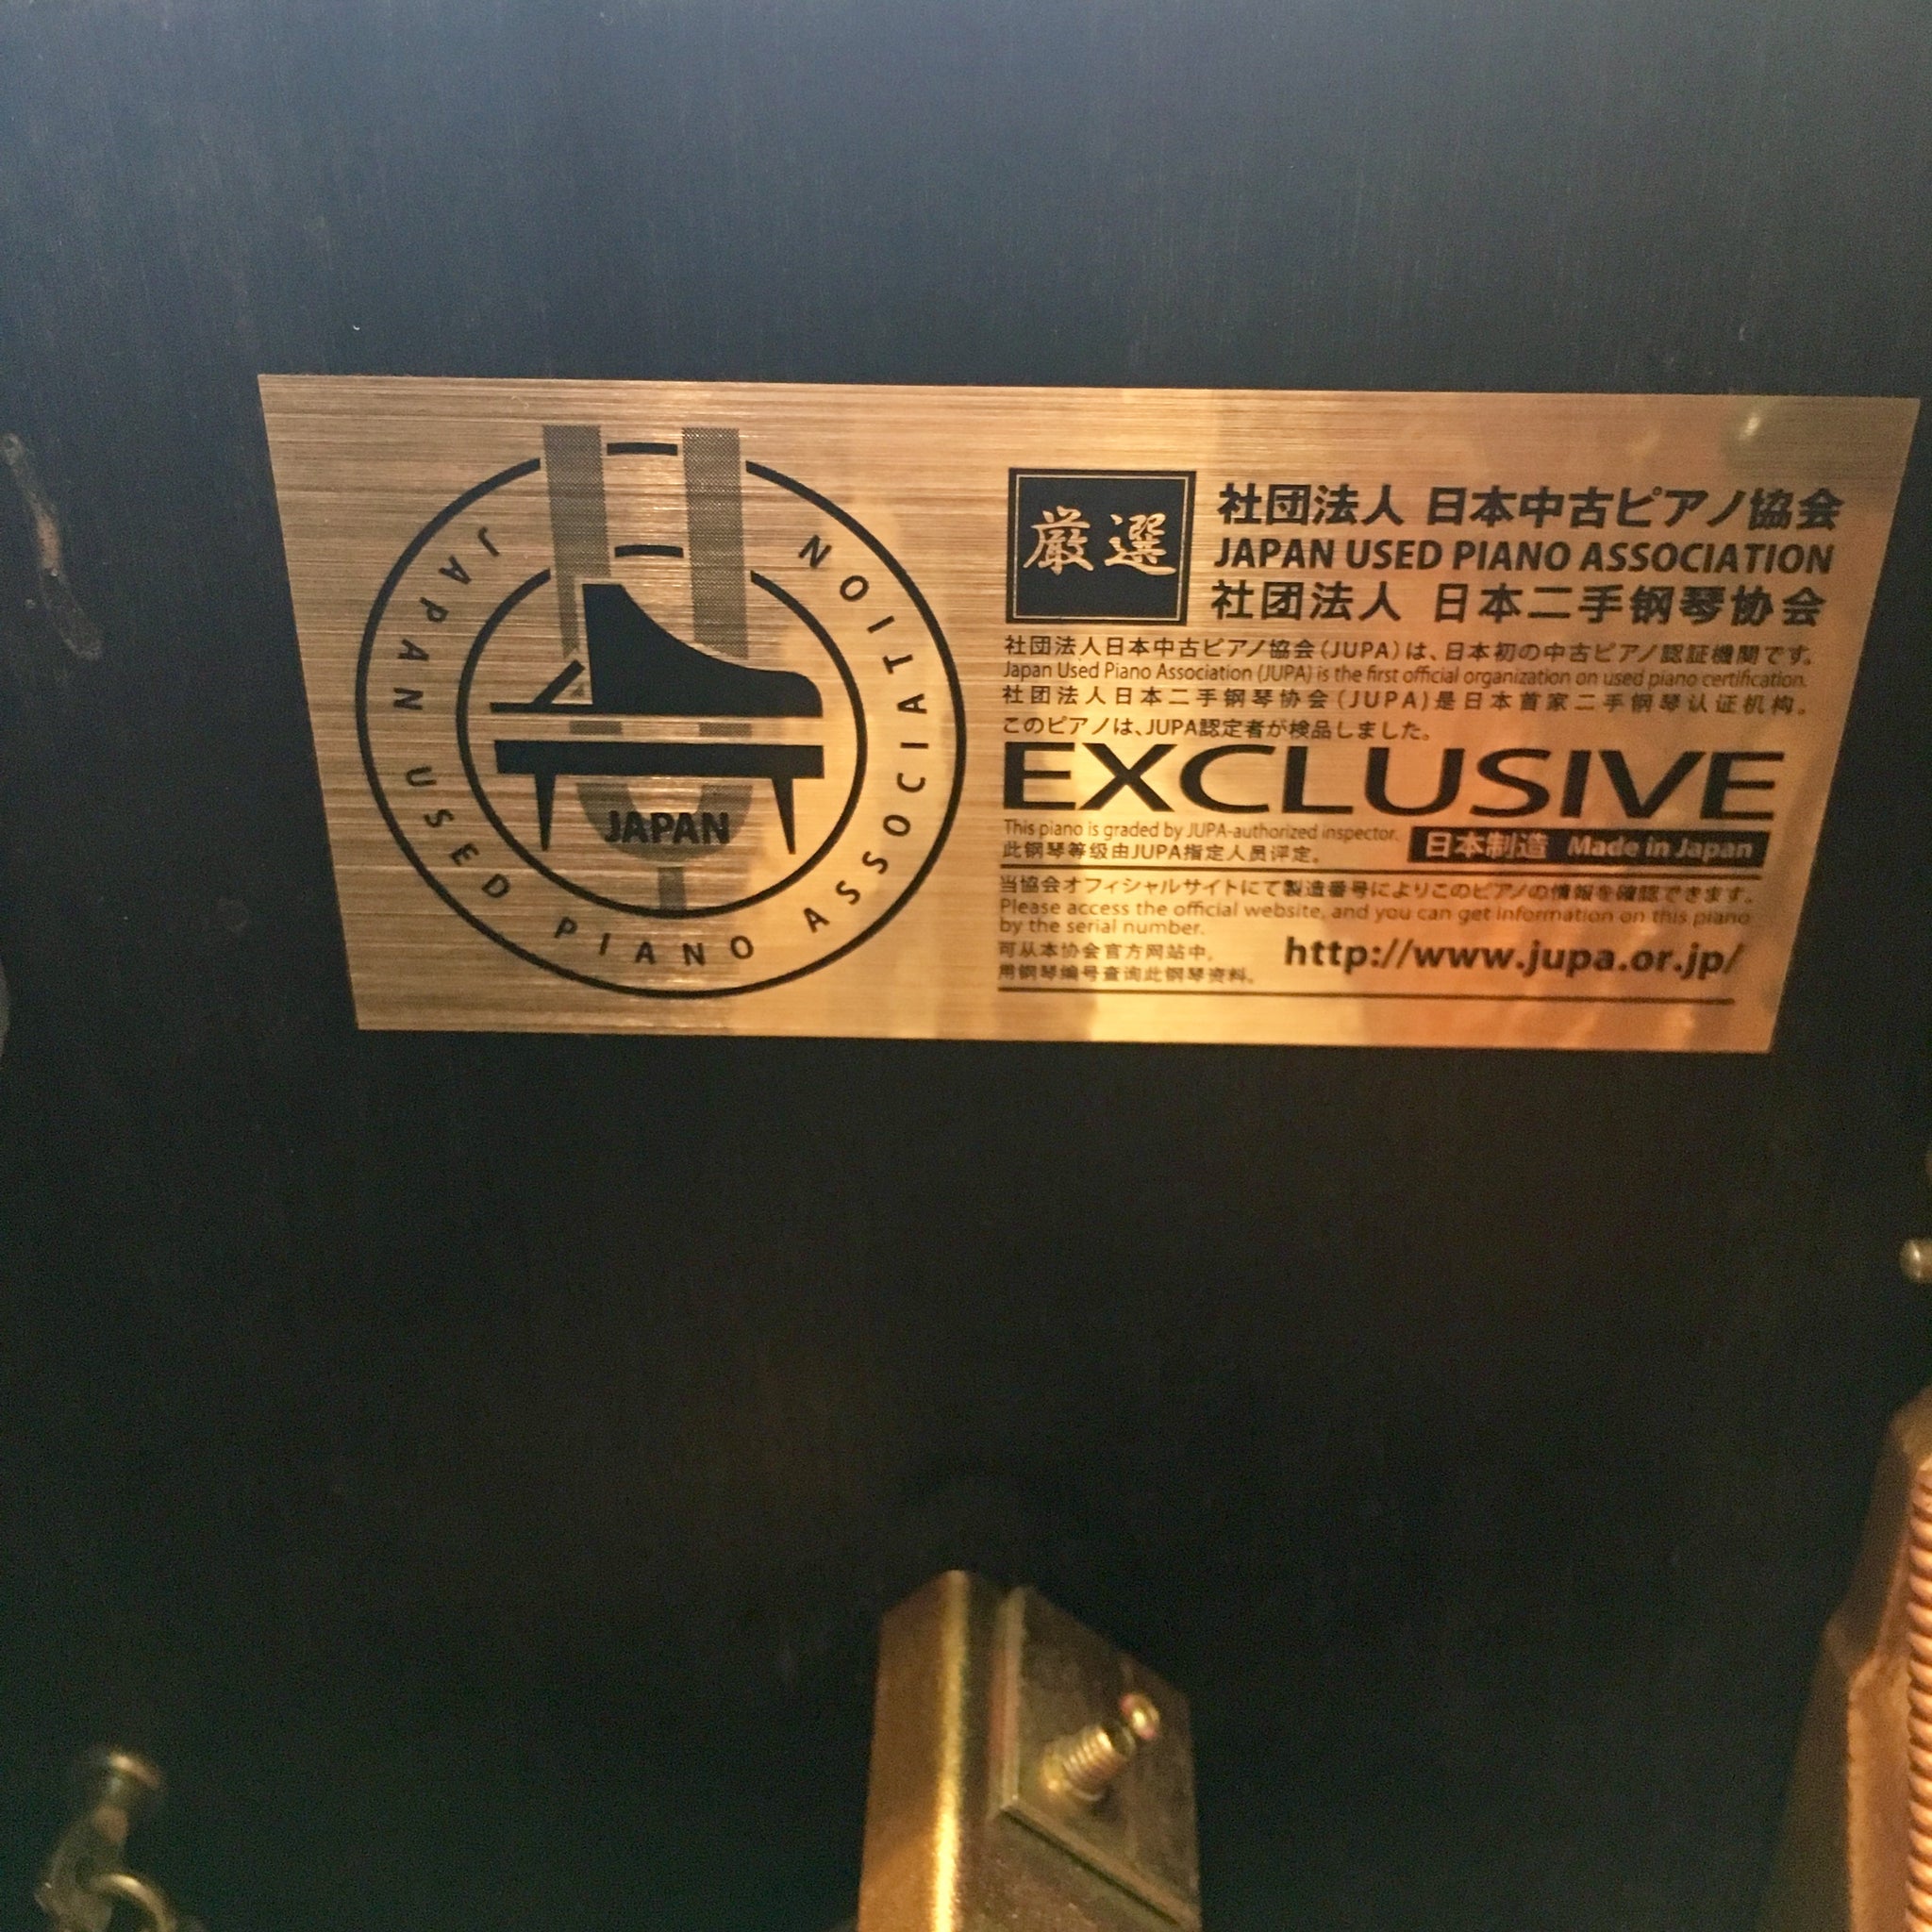 JAPAN USED PIANO ASSOCIATION
JAPAN
厳選
社団法人 日本中古ピアノ協会
JAPAN USED PIANO ASSOCIATION
社团法人 日本二手钢琴协会
社団法人日本中古ピアノ協会(JUPA)は、日本初の中古ピアノ認証機関です。
Japan Used Piano Association (JUPA) is the first official organization on used piano certification.
社团法人日本二手钢琴协会(JUPA)是日本首家二手钢琴认证机构。
このピアノは、JUPA認定者が検品しました。
EXCLUSIVE
This piano is graded by JUPA-authorized inspector.
此钢琴等级由JUPA指定人员评定。
日本制造 Made in Japan
当協会オフィシャルサイトにて製造番号によりこのピアノの情報を確認できます。
Please access the official website, and you can get information on this piano
by the serial number.
可从本协会官方网站中,
用钢琴编号查询此钢琴资料。
http://www.jupa.or.jp/